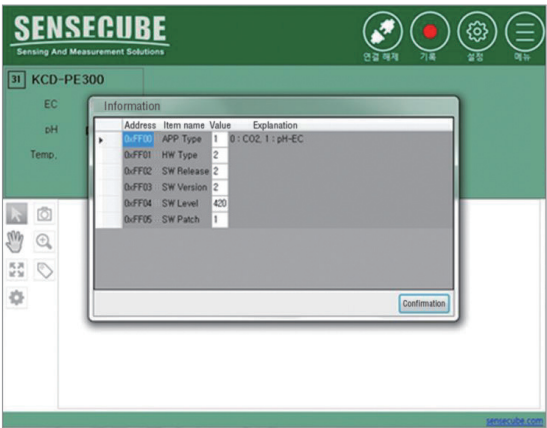 SENSECUBE
Sensing And Measurement Solutions
연결 해제 기록 설정 메뉴
31 KCD-PE300
EC
pH
Temp.
Information
Address Item name Value Explanation
0xFF00 APP Type 1 0 : CO2, 1 : pH-EC
0xFF01 HW Type 2
0xFF02 SW Release 2
0xFF03 SW Version 2
0xFF04 SW Level 420
0xFF05 SW Patch 1
Confirmation
sensecube.com